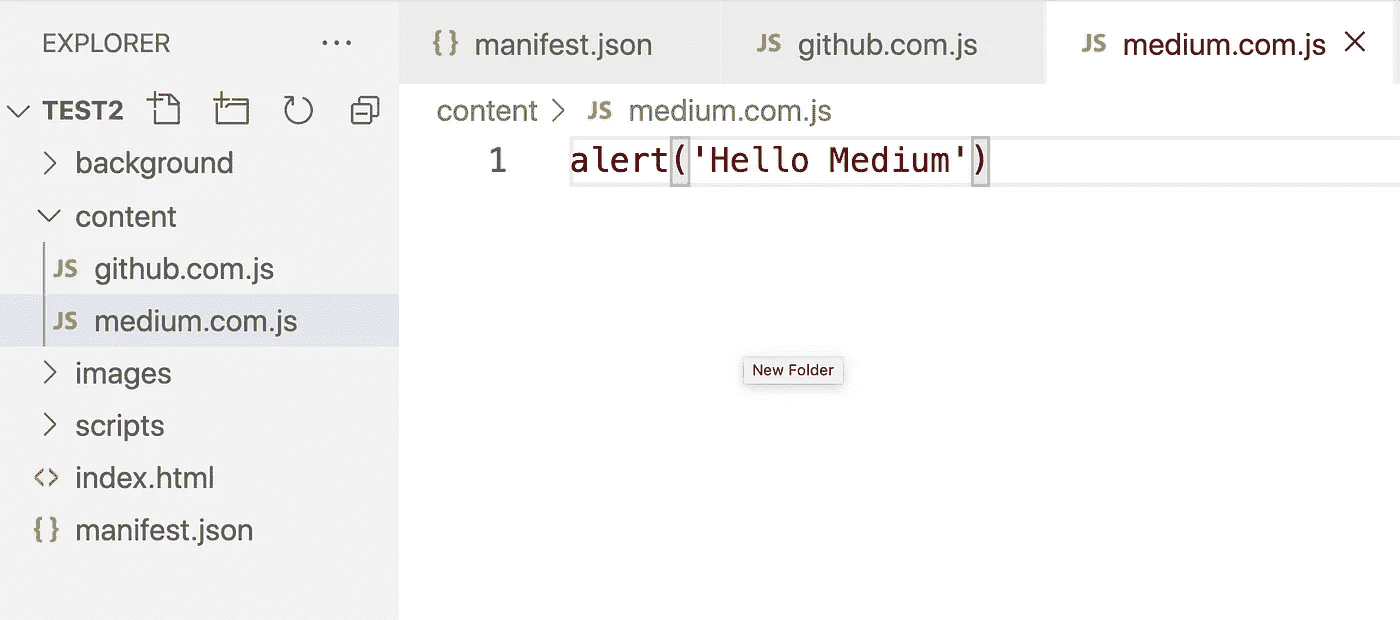 EXPLORER ...
TEST2
background
content
JS github.com.js
JS medium.com.js
images
scripts
<> index.html
{} manifest.json
{} manifest.json JS github.com.js JS medium.com.js
content > JS medium.com.js
1 alert('Hello Medium')
New Folder